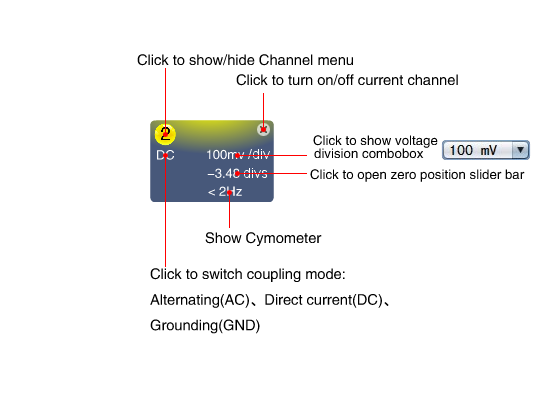 Click to show/hide Channel menu
Click to turn on/off current channel
2
DC 100mv /div
Click to show voltage
division combobox
100 mV
−3.40 divs
Click to open zero position slider bar
< 2Hz
Show Cymometer
Click to switch coupling mode:
Alternating(AC)、Direct current(DC)、
Grounding(GND)